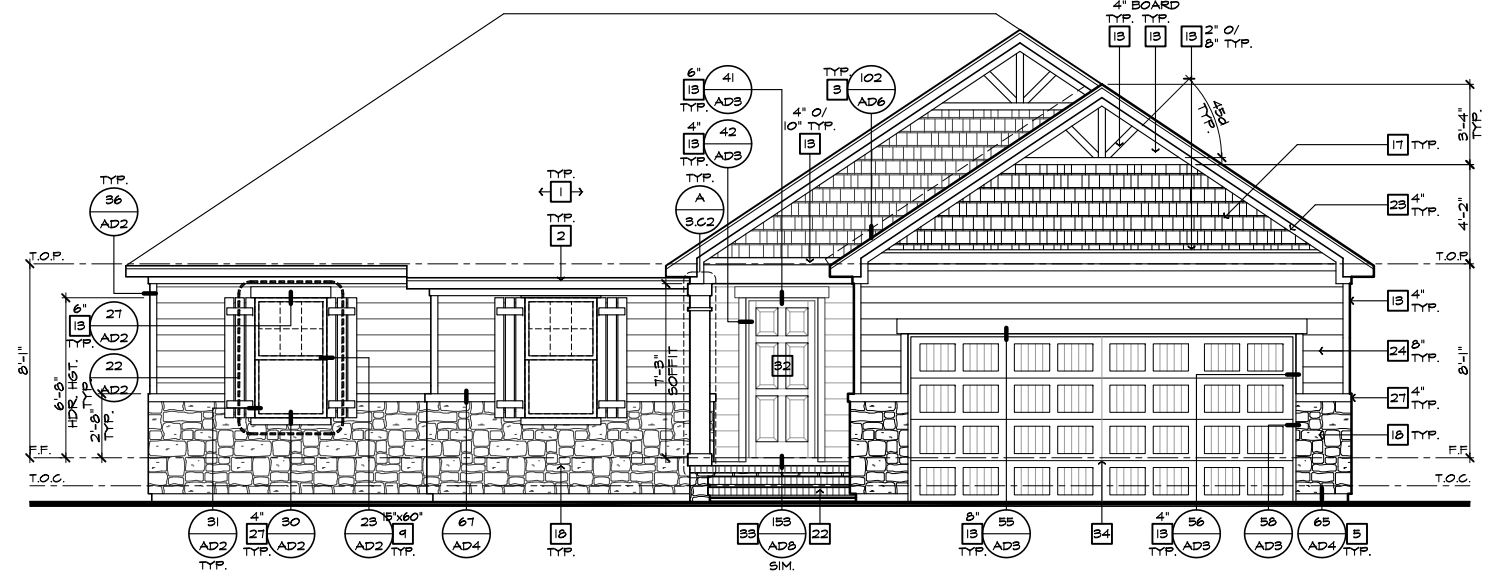 4" BOARD
TYP. TYP.
13 13 13 2" O/
8" TYP.
6" 41
13 AD3
TYP.
TYP. 102
3 AD6
4" O/
10" TYP.
13
45d
TYP.
3'-4"
TYP.
4" 42
13 AD3
TYP.
17 TYP.
TYP.
36
AD2
TYP.
1
TYP.
2
TYP.
A
3.C2
23 4"
TYP.
4'-2"
T.O.P.
T.O.P.
6" 27
13 AD2
TYP.
22
AD2
8'-1"
6'-8"
HDR. HGT.
TYP.
2'-8"
TYP.
7'-3"
SOFFIT
32
13 4"
TYP.
24 8"
TYP.
27 4"
TYP.
18 TYP.
8'-1"
F.F.
F.F.
T.O.C.
T.O.C.
31
AD2
TYP.
4" 30
27 AD2
TYP.
23 15"x60"
AD2 9
TYP.
67
AD4
18
TYP.
33 153 22
AD8
SIM.
8" 55
13 AD3
TYP.
34
4" 56
13 AD3
TYP.
58
AD3
65 5
AD4 TYP.